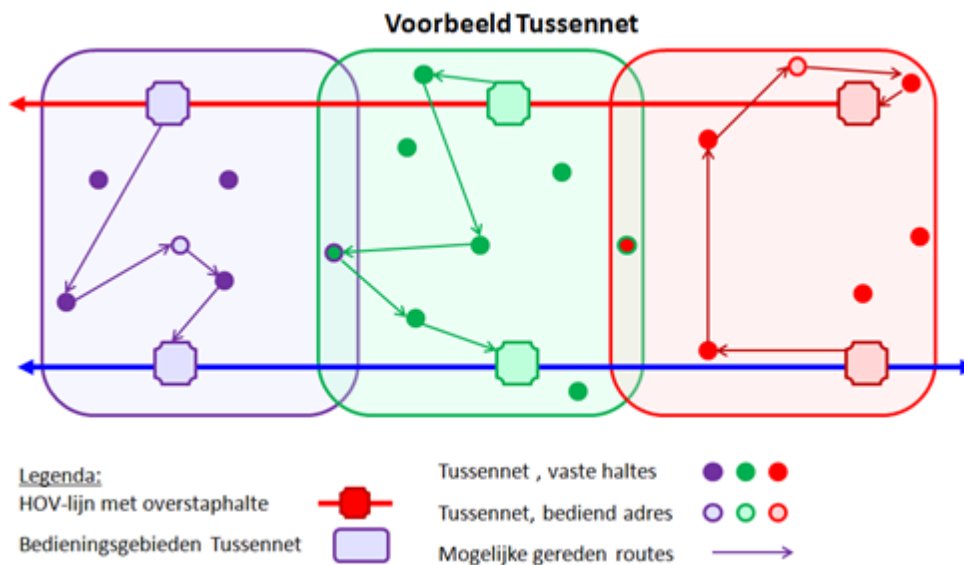 Voorbeeld Tussennet
Legenda:
HOV-lijn met overstaphalte
Bedieningsgebieden Tussennet
Tussennet , vaste haltes
Tussennet, bediend adres
Mogelijke gereden routes